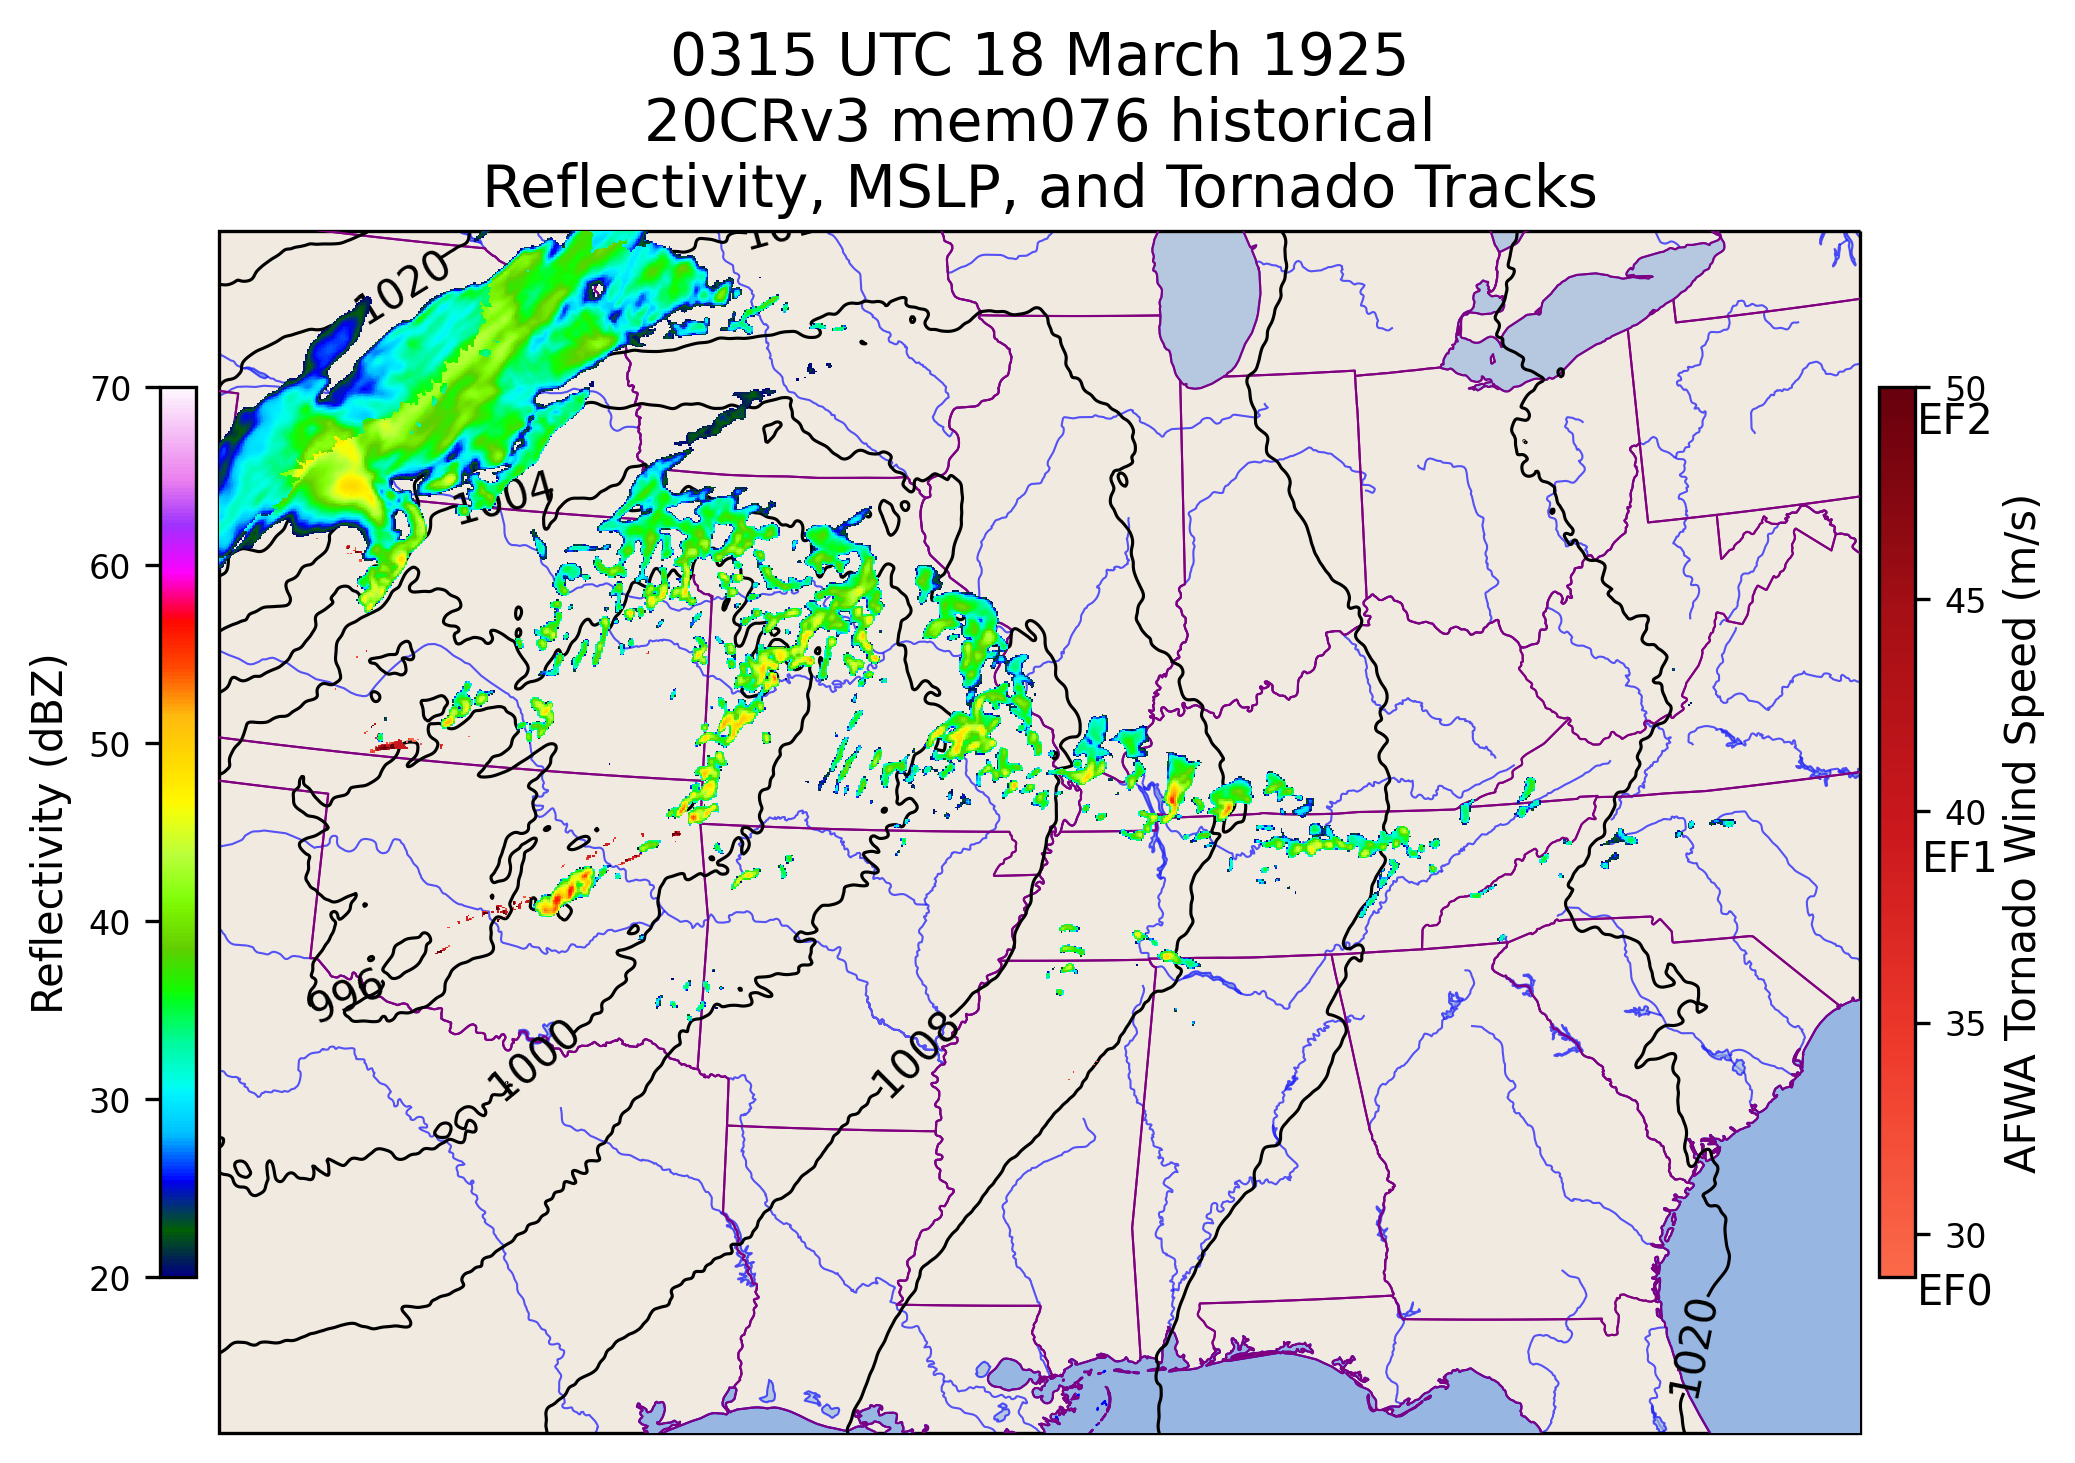 0315 UTC 18 March 1925
20CRv3 mem076 historical
Reflectivity, MSLP, and Tornado Tracks
1020
1004
996
1000
1008
1020
70
60
50
40
30
20
Reflectivity (dBZ)
50
EF2
45
40
EF1
35
30
EF0
AFWA Tornado Wind Speed (m/s)